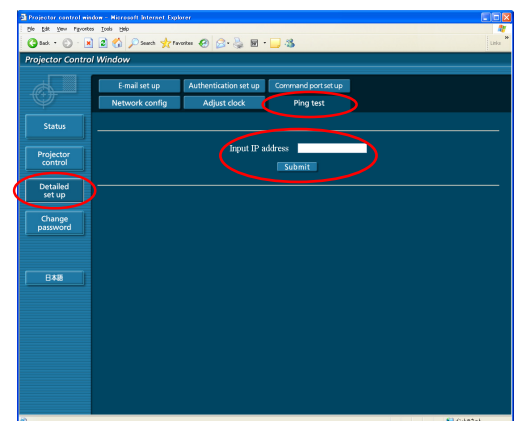 Projector control window - Microsoft Internet Explorer
File Edit View Favorites Tools Help
Back Search Favorites Links
Projector Control Window
E-mail set up Authentication set up Command port set up
Network config Adjust clock Ping test
Status
Input IP address
Submit
Projector
control
Detailed
set up
Change
password
日本語